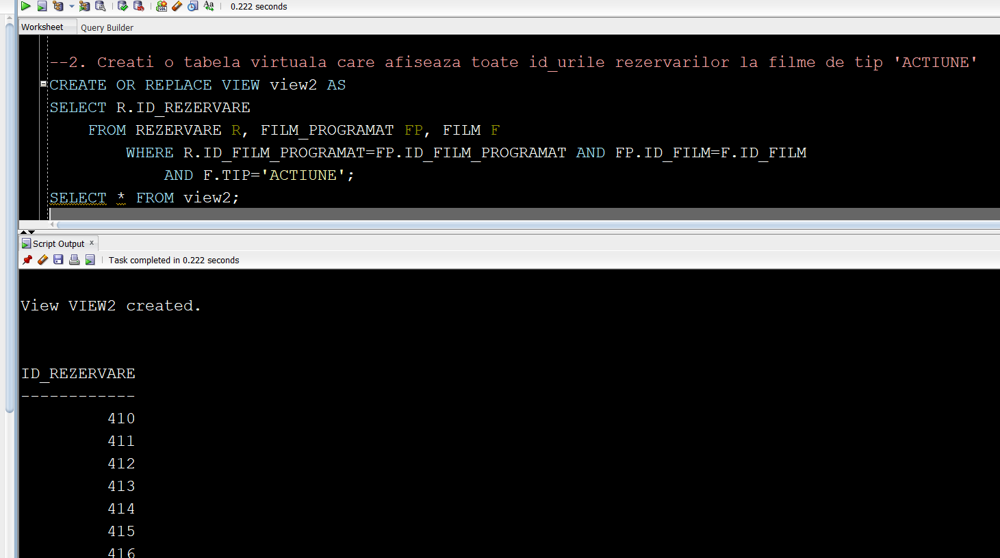 0.222 seconds
Worksheet Query Builder
--2. Creati o tabela virtuala care afiseaza toate id_urile rezervarilor la filme de tip 'ACTIUNE'
CREATE OR REPLACE VIEW view2 AS
SELECT R.ID_REZERVARE
FROM REZERVARE R, FILM_PROGRAMAT FP, FILM F
WHERE R.ID_FILM_PROGRAMAT=FP.ID_FILM_PROGRAMAT AND FP.ID_FILM=F.ID_FILM
AND F.TIP='ACTIUNE';
SELECT * FROM view2;
Script Output x
Task completed in 0.222 seconds
View VIEW2 created.
ID_REZERVARE
------------
410
411
412
413
414
415
416